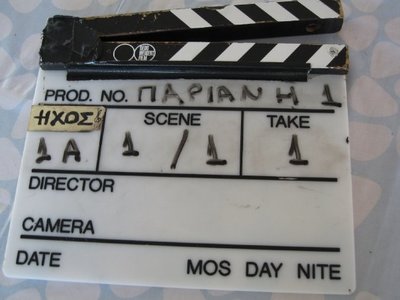 PROD. NO. ΠΑΡΙΑΝΗ 1
ΗΧΟΣ SCENE TAKE
1A 1/1 1
DIRECTOR
CAMERA
DATE MOS DAY NITE